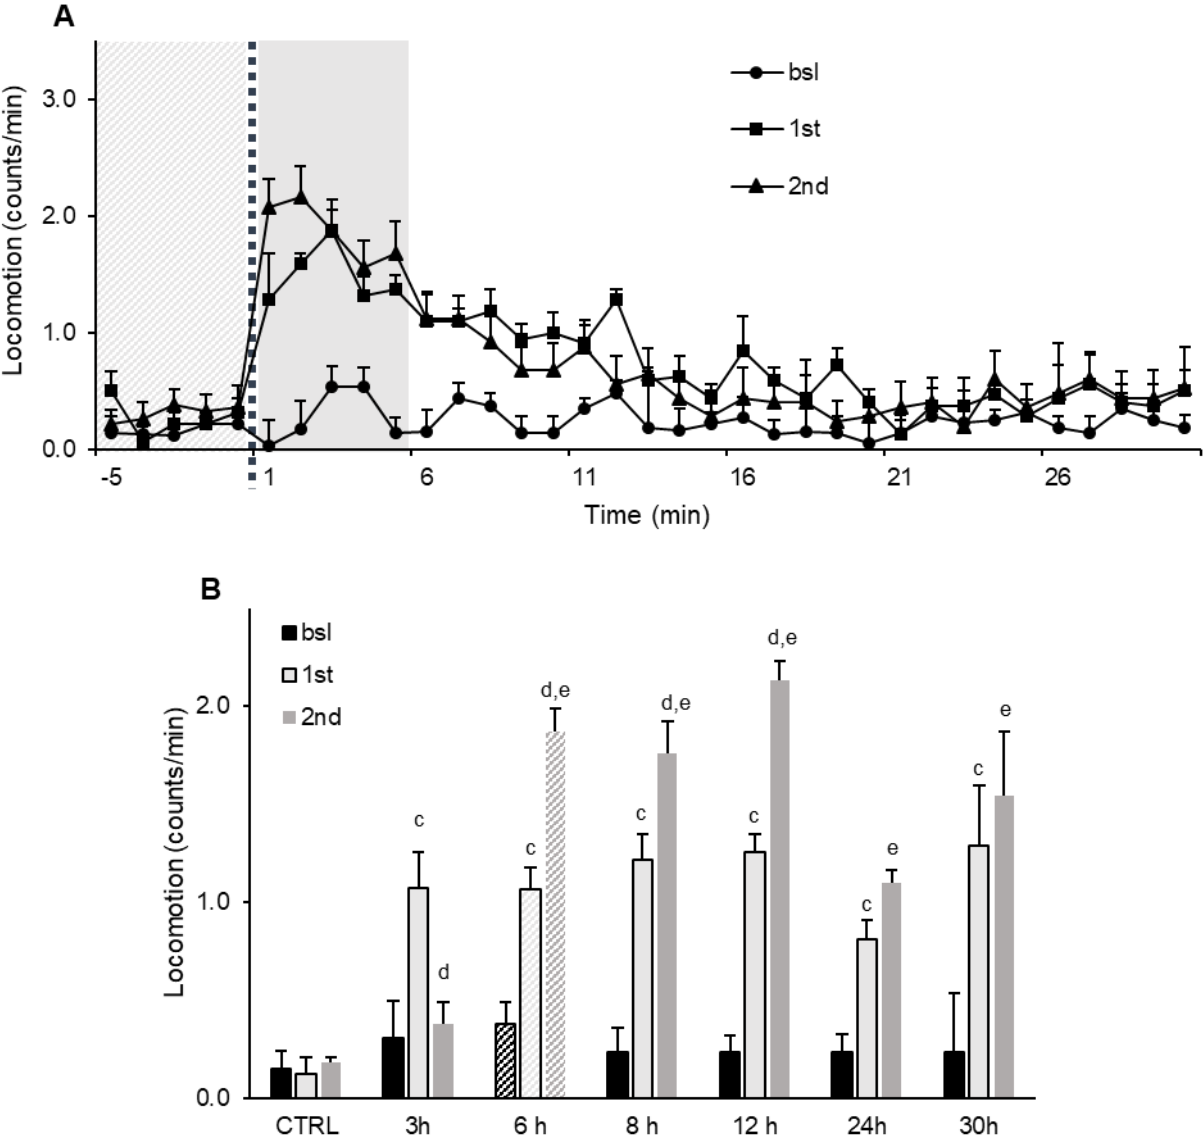 A
Locomotion (counts/min)
3.0
2.0
1.0
0.0
bsl
1st
2nd
-5 1 6 11 16 21 26
Time (min)
B
Locomotion (counts/min)
2.0
1.0
0.0
bsl
1st
2nd
c
d
c
d,e
c
d,e
c
d,e
c
e
c
e
CTRL 3h 6 h 8 h 12 h 24h 30h